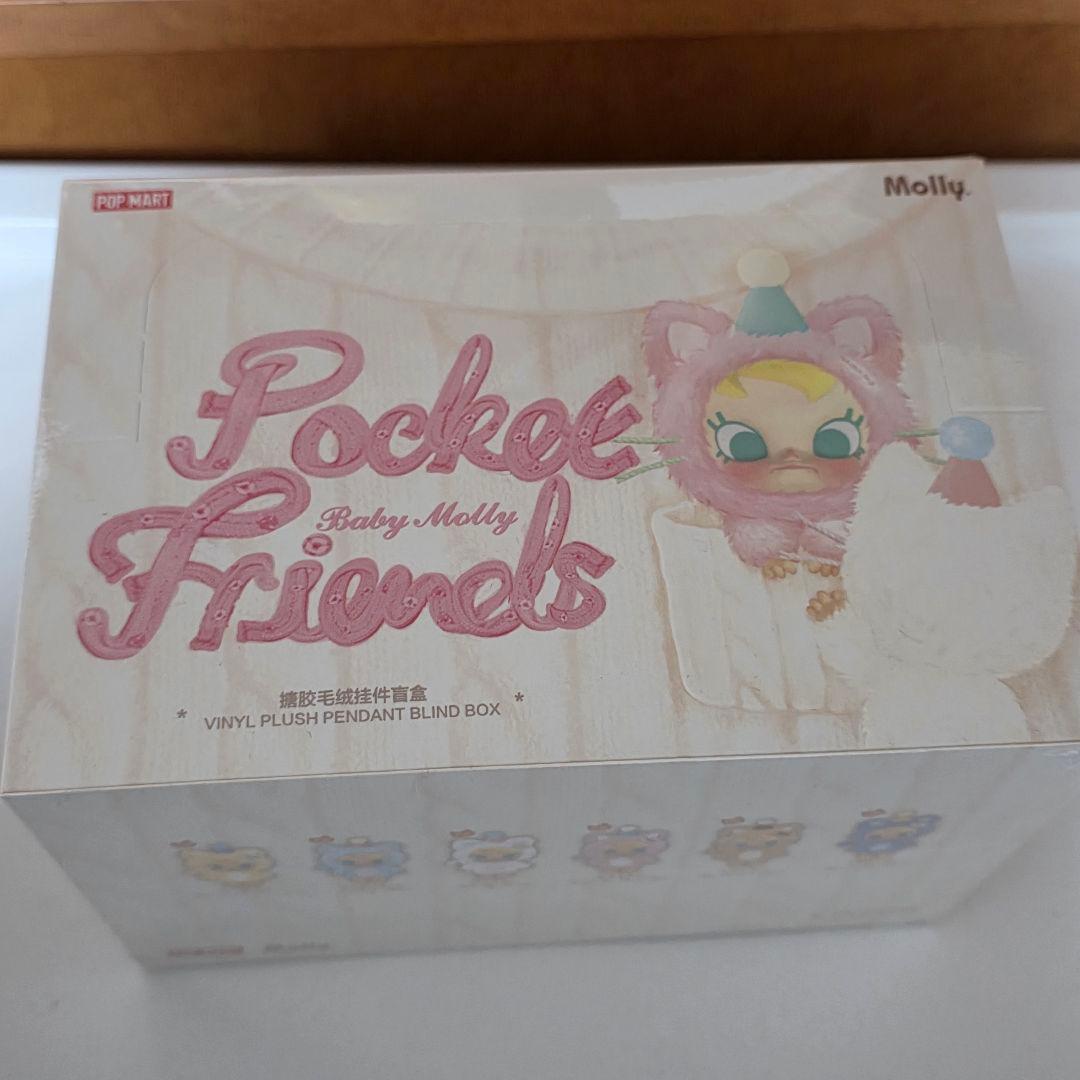 POP MART
Molly.
Pocket
Baby Molly
Friends
搪胶毛绒挂件盲盒
* VINYL PLUSH PENDANT BLIND BOX *